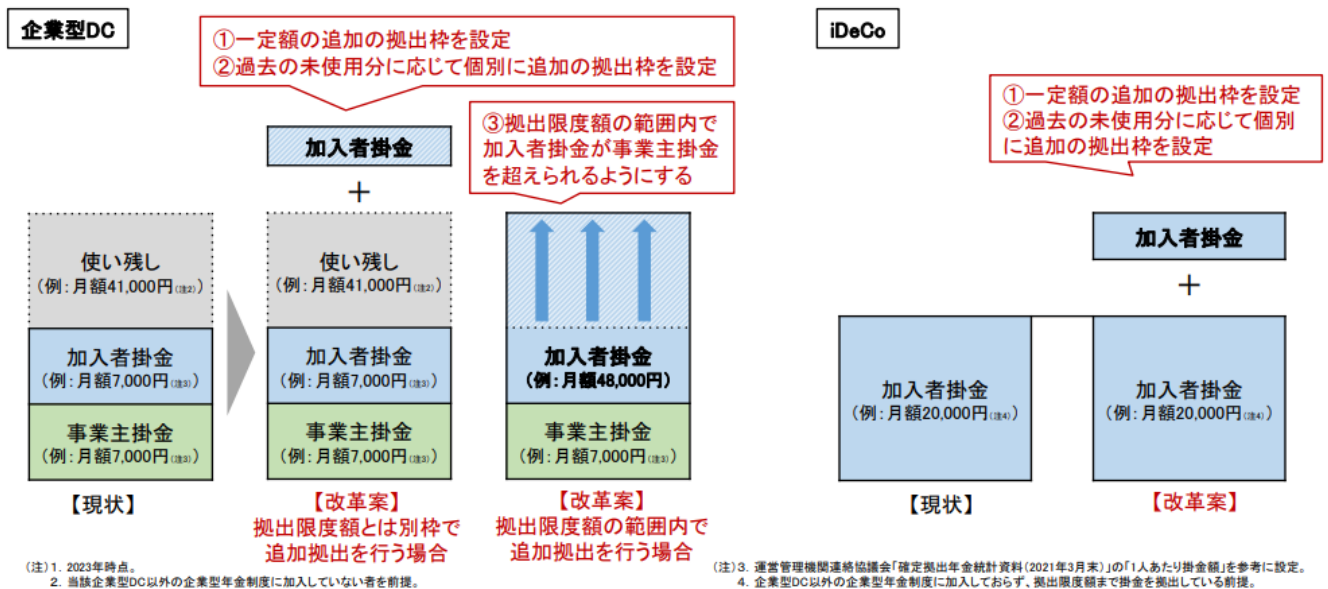 企業型DC
①一定額の追加の拠出枠を設定
②過去の未使用分に応じて個別に追加の拠出枠を設定
加入者掛金
+
③拠出限度額の範囲内で
加入者掛金が事業主掛金
を超えられるようにする
使い残し
(例:月額41,000円(注2))
加入者掛金
(例:月額7,000円(注3))
事業主掛金
(例:月額7,000円(注3))
【現状】
使い残し
(例:月額41,000円(注2))
加入者掛金
(例:月額7,000円(注3))
事業主掛金
(例:月額7,000円(注3))
【改革案】
拠出限度額とは別枠で
追加拠出を行う場合
加入者掛金
(例:月額48,000円)
事業主掛金
(例:月額7,000円(注3))
【改革案】
拠出限度額の範囲内で
追加拠出を行う場合
iDeCo
①一定額の追加の拠出枠を設定
②過去の未使用分に応じて個別
に追加の拠出枠を設定
加入者掛金
+
加入者掛金
(例:月額20,000円(注4))
【現状】
加入者掛金
(例:月額20,000円(注4))
【改革案】
(注)1. 2023年時点。
2. 当該企業型DC以外の企業型年金制度に加入していない者を前提。
(注)3. 運営管理機関連絡協議会「確定拠出年金統計資料(2021年3月末)」の「1人あたり掛金額」を参考に設定。
4. 企業型DC以外の企業型年金制度に加入しておらず、拠出限度額まで掛金を拠出している前提。